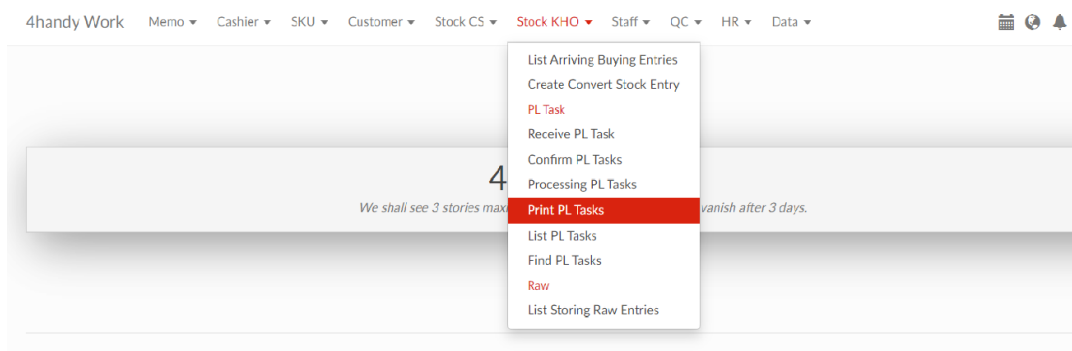 4handy Work Memo Cashier SKU Customer Stock CS Stock KHO Staff QC HR Data
List Arriving Buying Entries
Create Convert Stock Entry
PL Task
Receive PL Task
Confirm PL Tasks
4
Processing PL Tasks
We shall see 3 stories maxi
Print PL Tasks
vanish after 3 days.
List PL Tasks
Find PL Tasks
Raw
List Storing Raw Entries